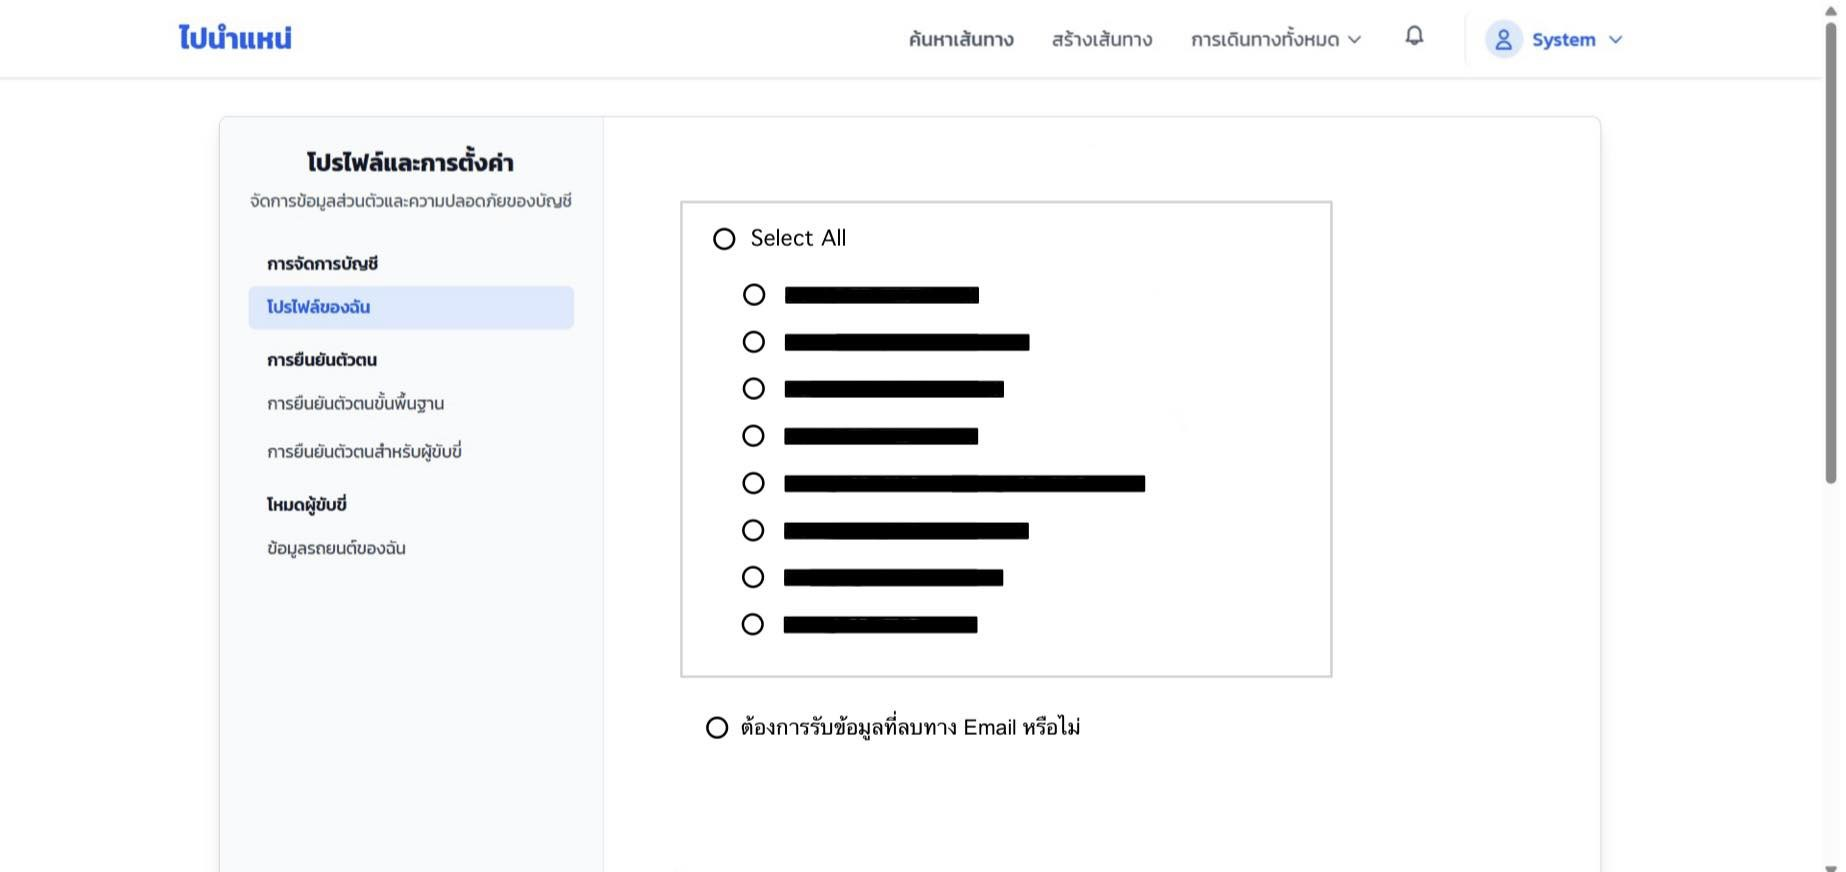 ไปนำแหน่
ค้นหาเส้นทาง สร้างเส้นทาง การเดินทางทั้งหมด System
โปรไฟล์และการตั้งค่า
จัดการข้อมูลส่วนตัวและความปลอดภัยของบัญชี
การจัดการบัญชี
โปรไฟล์ของฉัน
การยืนยันตัวตน
การยืนยันตัวตนขั้นพื้นฐาน
การยืนยันตัวตนสำหรับผู้ขับขี่
โหมดผู้ขับขี่
ข้อมูลรถยนต์ของฉัน
Select All
ต้องการรับข้อมูลที่ลบทาง Email หรือไม่